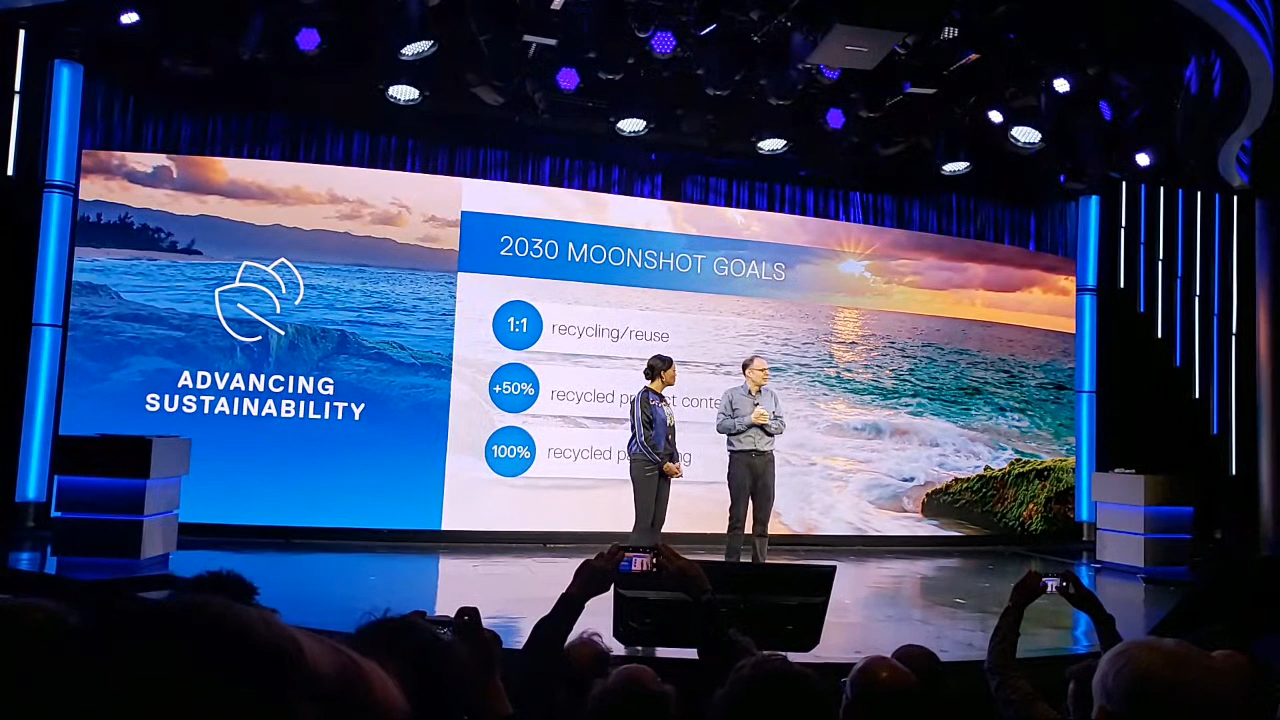 2030 MOONSHOT GOALS
1:1 recycling/reuse
+50% recycled
100% recycled
ADVANCING
SUSTAINABILITY